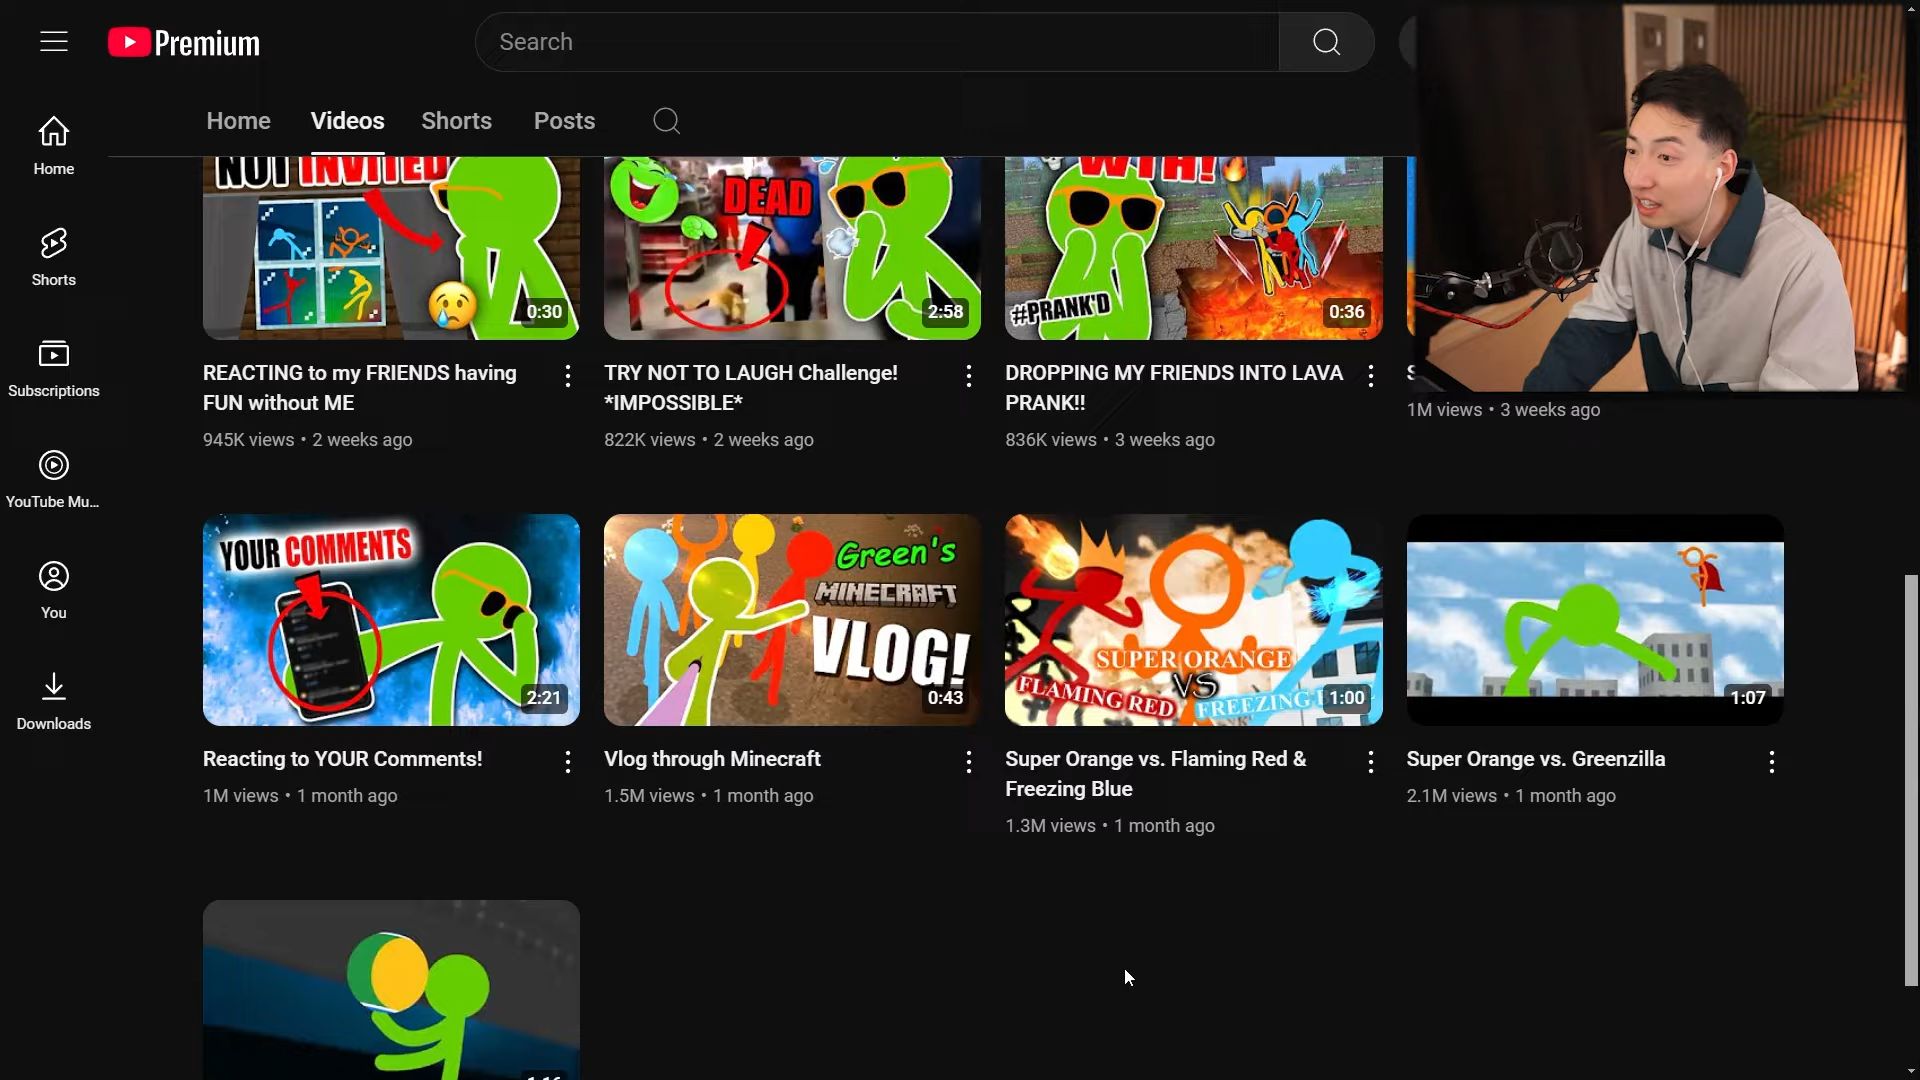 Premium
Search
Home
Videos
Shorts
Posts
Home
Shorts
Subscriptions
YouTube Mu...
You
Downloads
NOT INVITED
0:30
REACTING to my FRIENDS having
FUN without ME
945K views • 2 weeks ago
DEAD
2:58
TRY NOT TO LAUGH Challenge!
*IMPOSSIBLE*
822K views • 2 weeks ago
WTH!
#PRANK'D
0:36
DROPPING MY FRIENDS INTO LAVA
PRANK!!
836K views • 3 weeks ago
1M views • 3 weeks ago
YOUR COMMENTS
2:21
Reacting to YOUR Comments!
1M views • 1 month ago
Green's
MINECRAFT
VLOG!
0:43
Vlog through Minecraft
1.5M views • 1 month ago
SUPER ORANGE
VS
FLAMING RED
FREEZING
1:00
Super Orange vs. Flaming Red &
Freezing Blue
1.3M views • 1 month ago
1:07
Super Orange vs. Greenzilla
2.1M views • 1 month ago